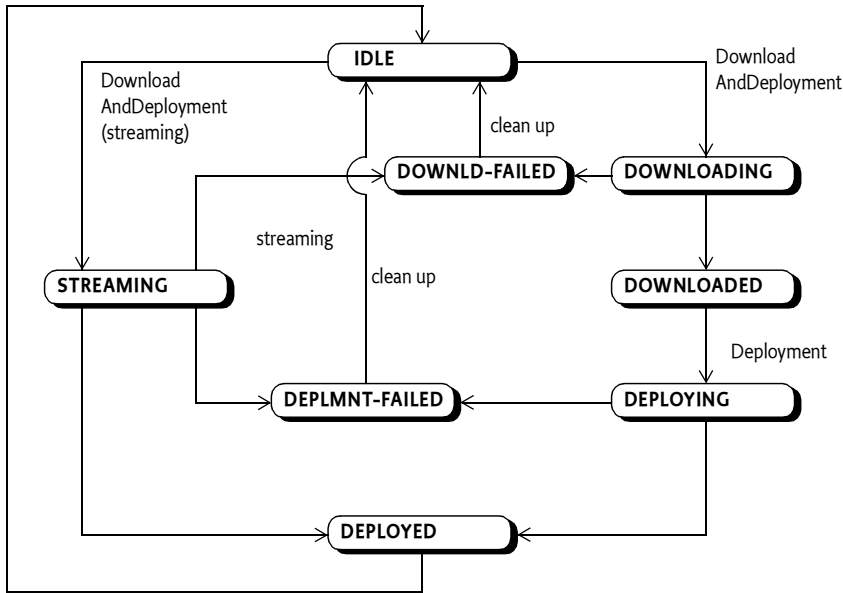 IDLE
Download
AndDeployment
Download
AndDeployment
(streaming)
clean up
DOWNLD-FAILED
DOWNLOADING
streaming
clean up
STREAMING
DOWNLOADED
Deployment
DEPLMNT-FAILED
DEPLOYING
DEPLOYED